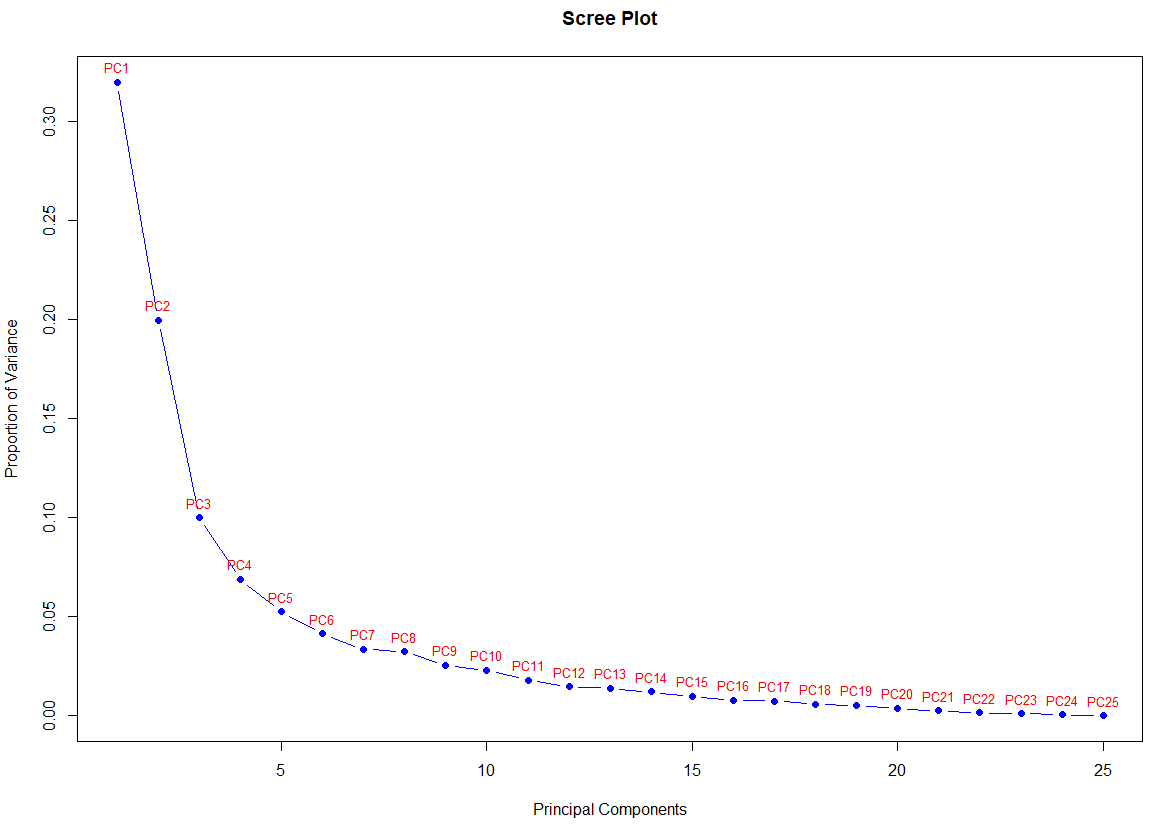 Scree Plot
Proportion of Variance
0.30
0.25
0.20
0.15
0.10
0.05
0.00
PC1
PC2
PC3
PC4
PC5
PC6
PC7
PC8
PC9
PC10
PC11
PC12
PC13
PC14
PC15
PC16
PC17
PC18
PC19
PC20
PC21
PC22
PC23
PC24
PC25
5
10
15
20
25
Principal Components